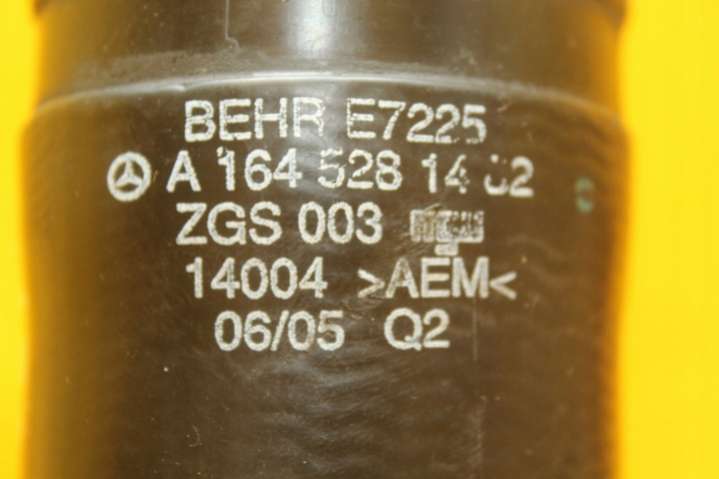 BEHR E7225
A 164 528 14
ZGS 003
14004 >AEM<
06/05 Q2